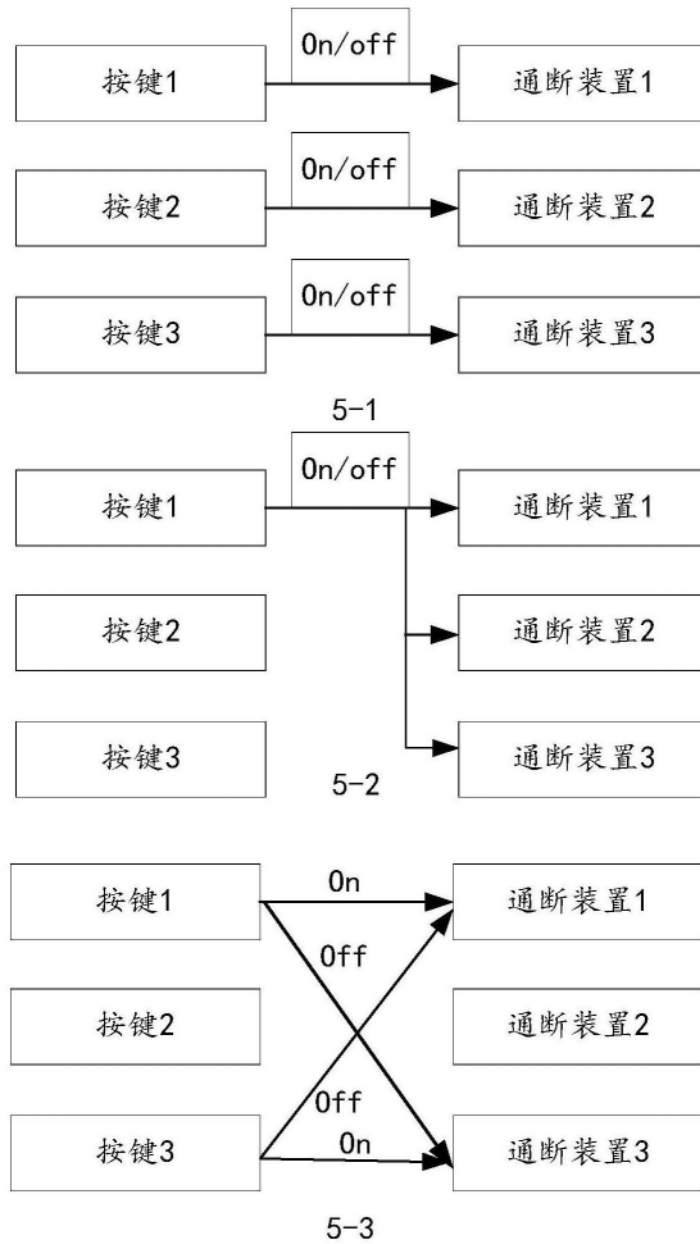 On/off
按键1
通断装置1
On/off
按键2
通断装置2
On/off
按键3
通断装置3
5-1
On/off
按键1
通断装置1
按键2
通断装置2
按键3
通断装置3
5-2
On
按键1
通断装置1
Off
按键2
通断装置2
Off
On
按键3
通断装置3
5-3